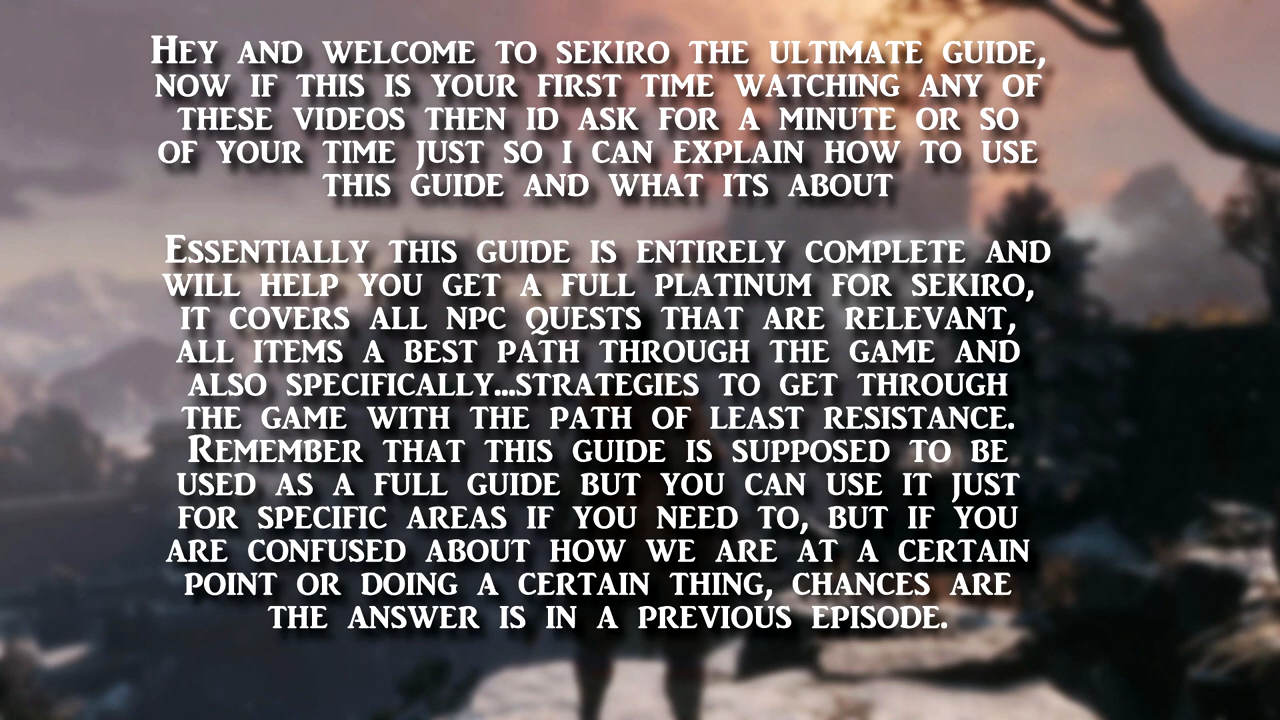 Hey and welcome to sekiro the ultimate guide,
now if this is your first time watching any of
these videos then id ask for a minute or so
of your time just so i can explain how to use
this guide and what its about
Essentially this guide is entirely complete and
will help you get a full platinum for sekiro,
it covers all npc quests that are relevant,
all items a best path through the game and
also specifically...strategies to get through
the game with the path of least resistance.
Remember that this guide is supposed to be
used as a full guide but you can use it just
for specific areas if you need to, but if you
are confused about how we are at a certain
point or doing a certain thing, chances are
the answer is in a previous episode.